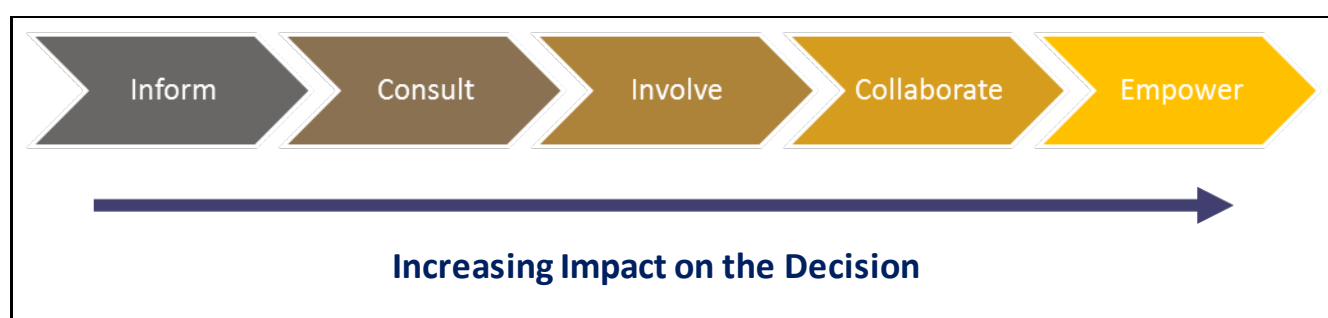 Inform Consult Involve Collaborate Empower
Increasing Impact on the Decision